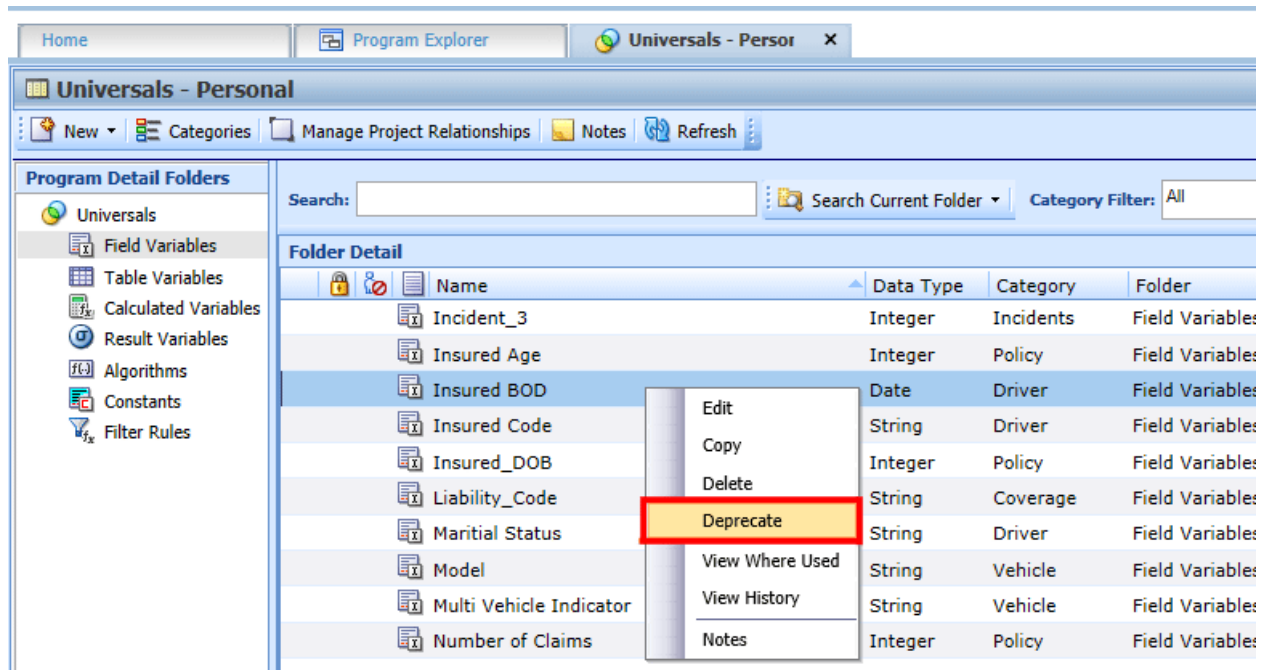 Home Program Explorer Universals - Persor x
Universals - Personal
New Categories Manage Project Relationships Notes Refresh
Program Detail Folders
Universals
Field Variables
Table Variables
Calculated Variables
Result Variables
Algorithms
Constants
Filter Rules
Search: Search Current Folder Category Filter: All
Folder Detail
Name Data Type Category Folder
Incident_3 Integer Incidents Field Variables
Insured Age Integer Policy Field Variables
Insured BOD Date Driver Field Variables
Insured Code String Driver Field Variables
Insured_DOB Integer Policy Field Variables
Liability_Code String Coverage Field Variables
Maritial Status String Driver Field Variables
Model String Vehicle Field Variables
Multi Vehicle Indicator String Vehicle Field Variables
Number of Claims Integer Policy Field Variables
Edit
Copy
Delete
Deprecate
View Where Used
View History
Notes